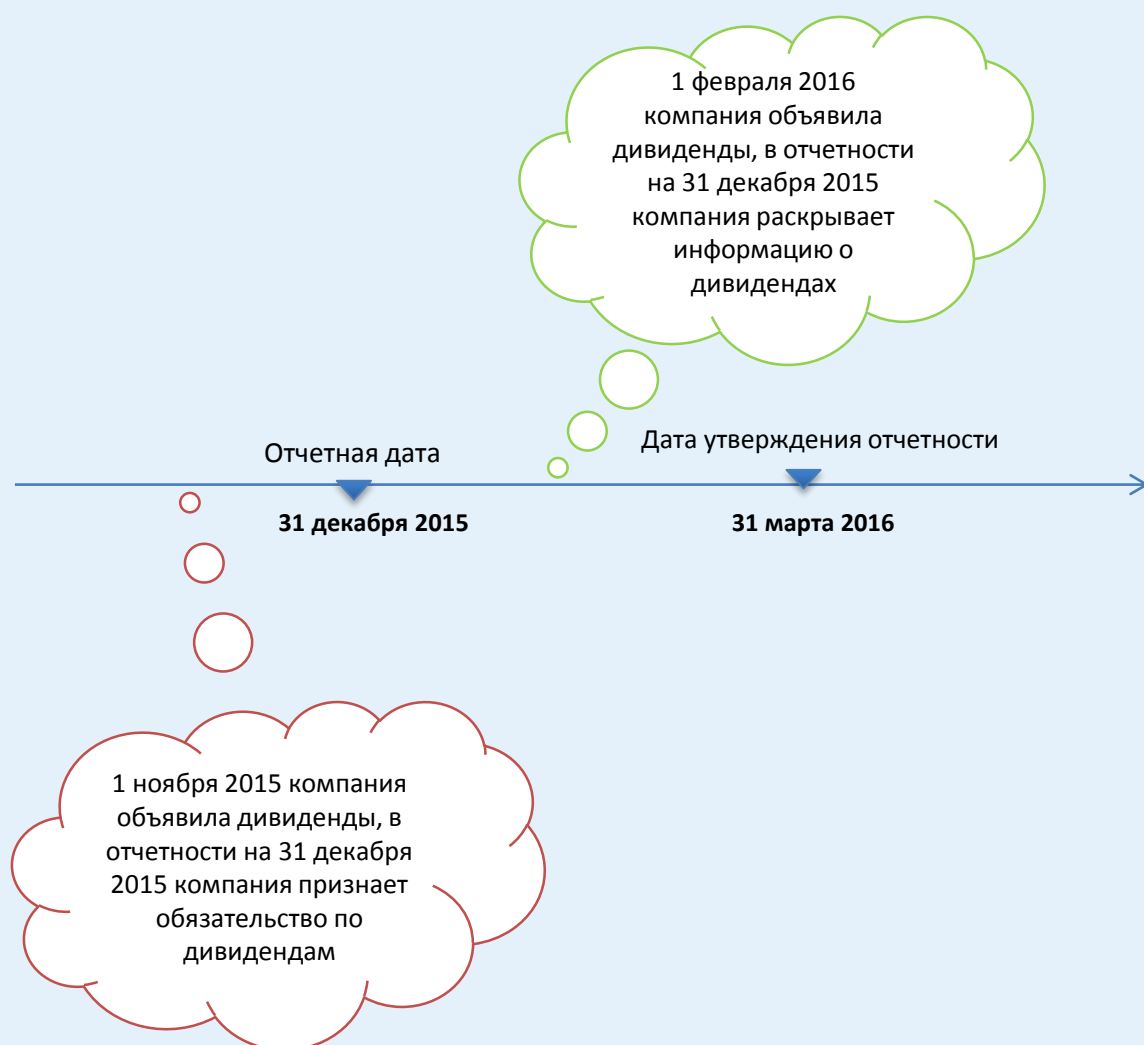 1 февраля 2016
компания объявила
дивиденды, в отчетности
на 31 декабря 2015
компания раскрывает
информацию о
дивидендах
Отчетная дата
Дата утверждения отчетности
31 декабря 2015
31 марта 2016
1 ноября 2015 компания
объявила дивиденды, в
отчетности на 31 декабря
2015 компания признает
обязательство по
дивидендам